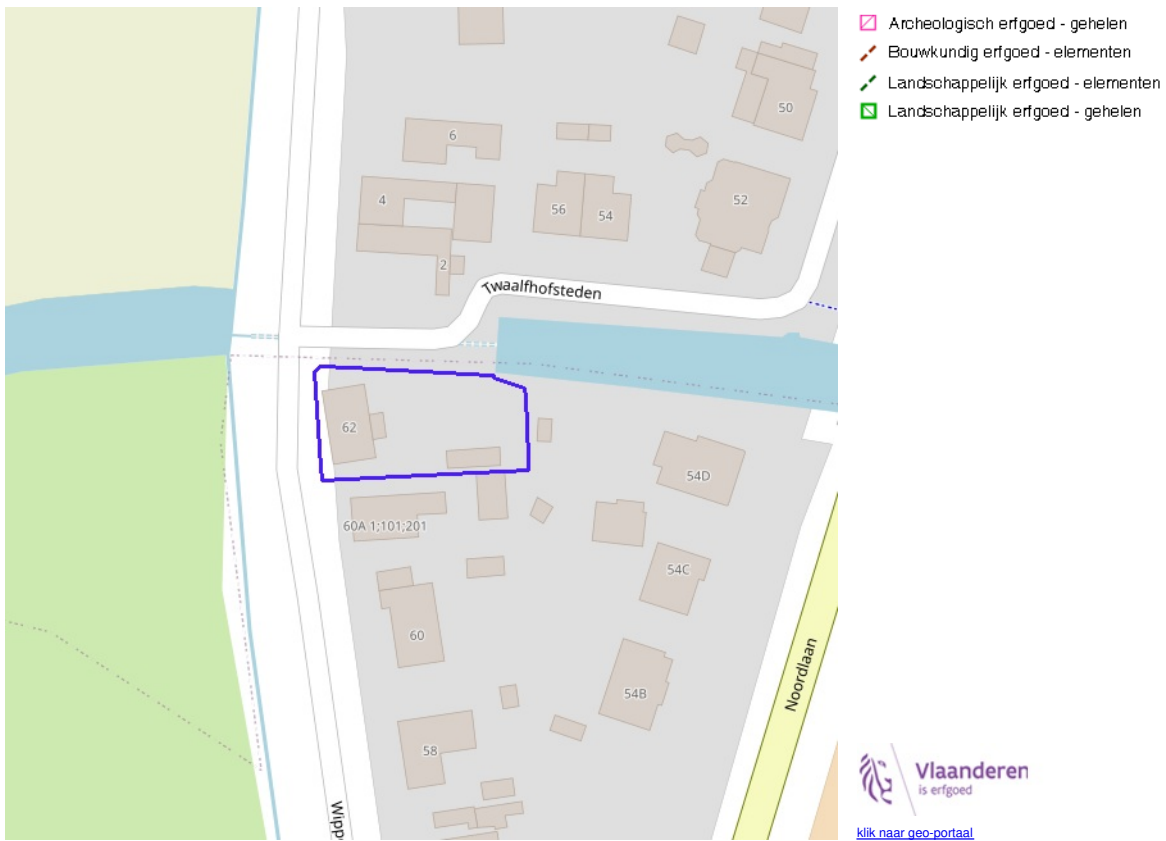 Archeologisch erfgoed - gehelen
Bouwkundig erfgoed - elementen
Landschappelijk erfgoed - elementen
Landschappelijk erfgoed - gehelen
50
6
4
56
54
52
2
Twaalfhofsteden
62
54D
60A 1;101;201
54C
60
54B
Noordlaan
58
Wipp
Vlaanderen
is erfgoed
klik naar geo-portaal